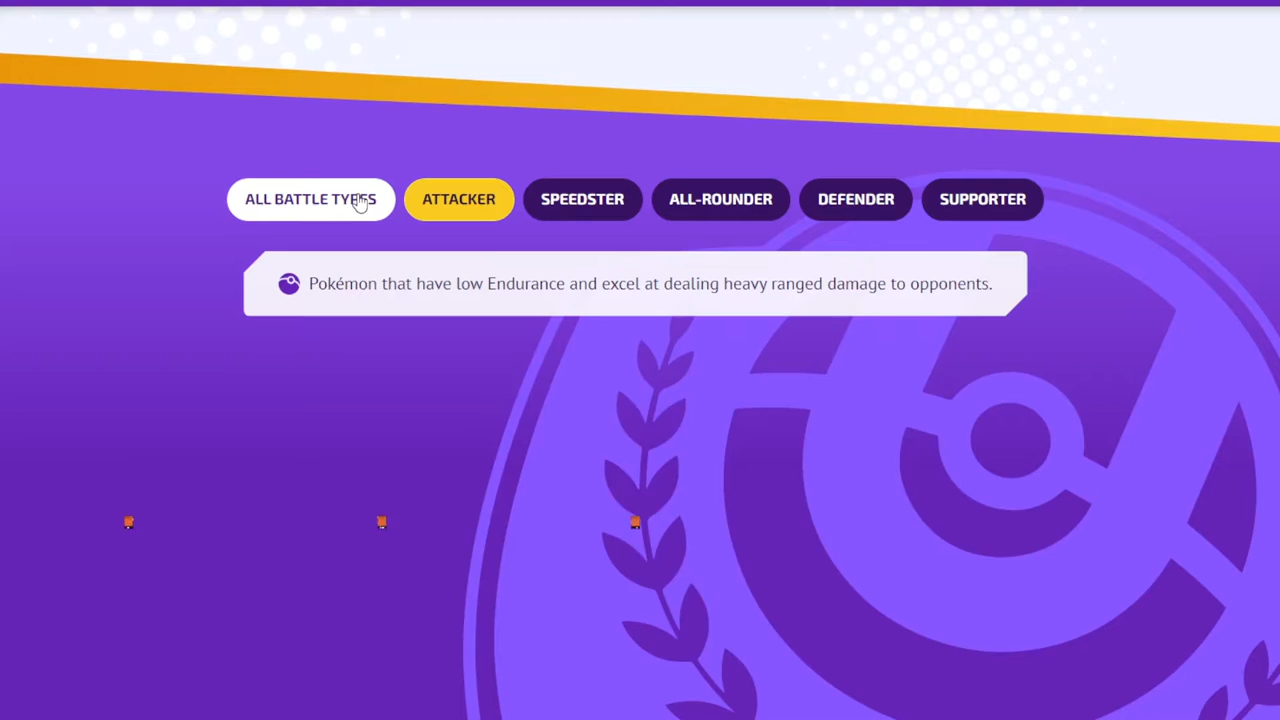 ALL BATTLE TYPES ATTACKER SPEEDSTER ALL-ROUNDER DEFENDER SUPPORTER
Pokémon that have low Endurance and excel at dealing heavy ranged damage to opponents.